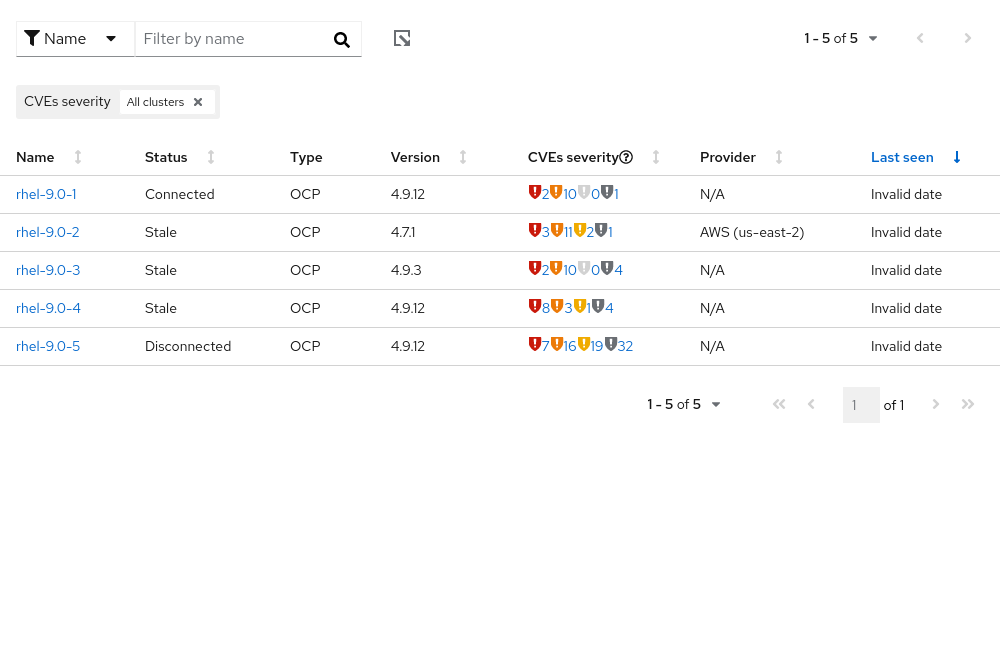 Name Filter by name 1 - 5 of 5
CVEs severity All clusters
Name Status Type Version CVEs severity Provider Last seen
rhel-9.0-1 Connected OCP 4.9.12 2 10 0 1 N/A Invalid date
rhel-9.0-2 Stale OCP 4.7.1 3 11 2 1 AWS (us-east-2) Invalid date
rhel-9.0-3 Stale OCP 4.9.3 2 10 0 4 N/A Invalid date
rhel-9.0-4 Stale OCP 4.9.12 8 3 1 4 N/A Invalid date
rhel-9.0-5 Disconnected OCP 4.9.12 7 16 19 32 N/A Invalid date
1 - 5 of 5 1 of 1